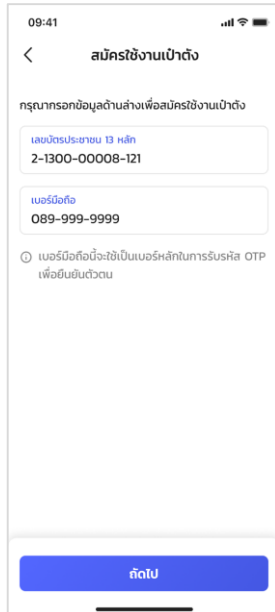 09:41
สมัครใช้งานเป๋าตัง
กรุณากรอกข้อมูลด้านล่างเพื่อสมัครใช้งานเป๋าตัง
เลขบัตรประชาชน 13 หลัก
2-1300-00008-121
เบอร์มือถือ
089-999-9999
เบอร์มือถือนี้จะใช้เป็นเบอร์หลักในการรับรหัส OTP
เพื่อยืนยันตัวตน
ถัดไป